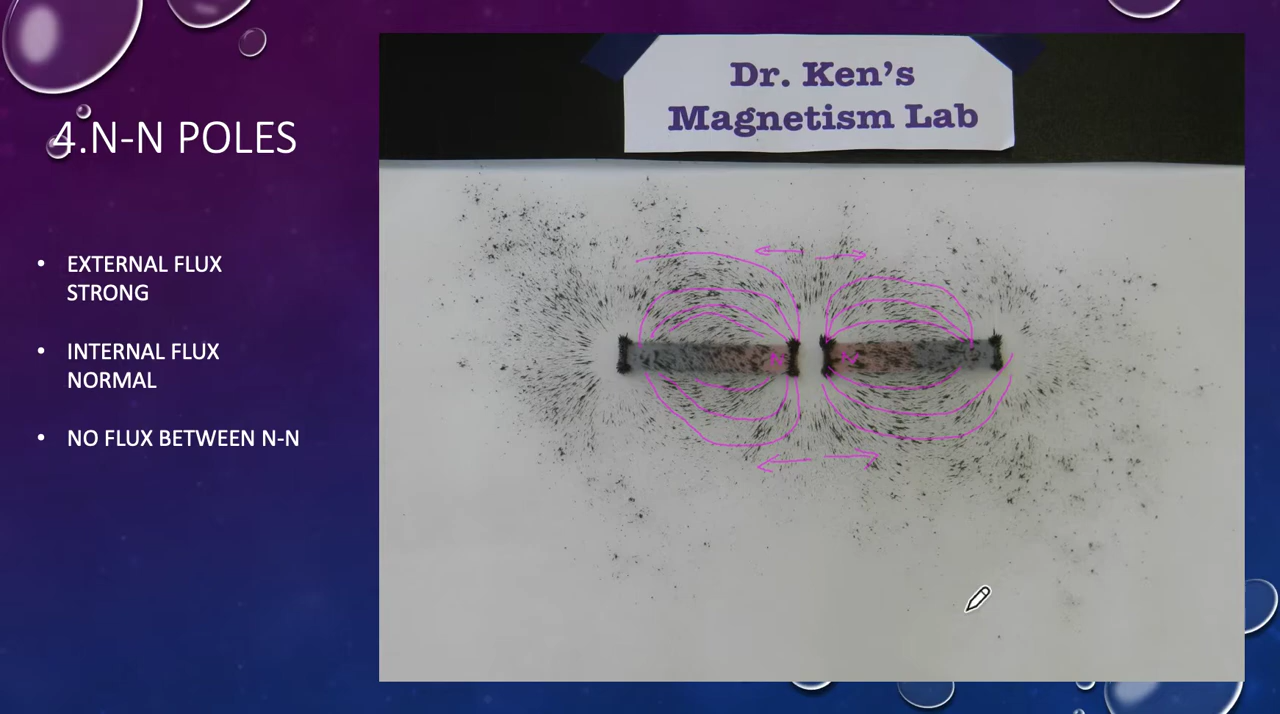 4.N-N POLES
• EXTERNAL FLUX
STRONG
• INTERNAL FLUX
NORMAL
• NO FLUX BETWEEN N-N
Dr. Ken's
Magnetism Lab
N N